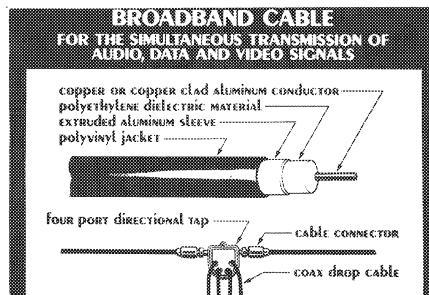 BROADBAND CABLE
FOR THE SIMULTANEOUS TRANSMISSION OF
AUDIO, DATA AND VIDEO SIGNALS
copper or copper clad aluminum conductor
polyethylene dielectric material
extruded aluminum sleeve
polyvinyl jacket
four port directional tap
cable connector
coax drop cable